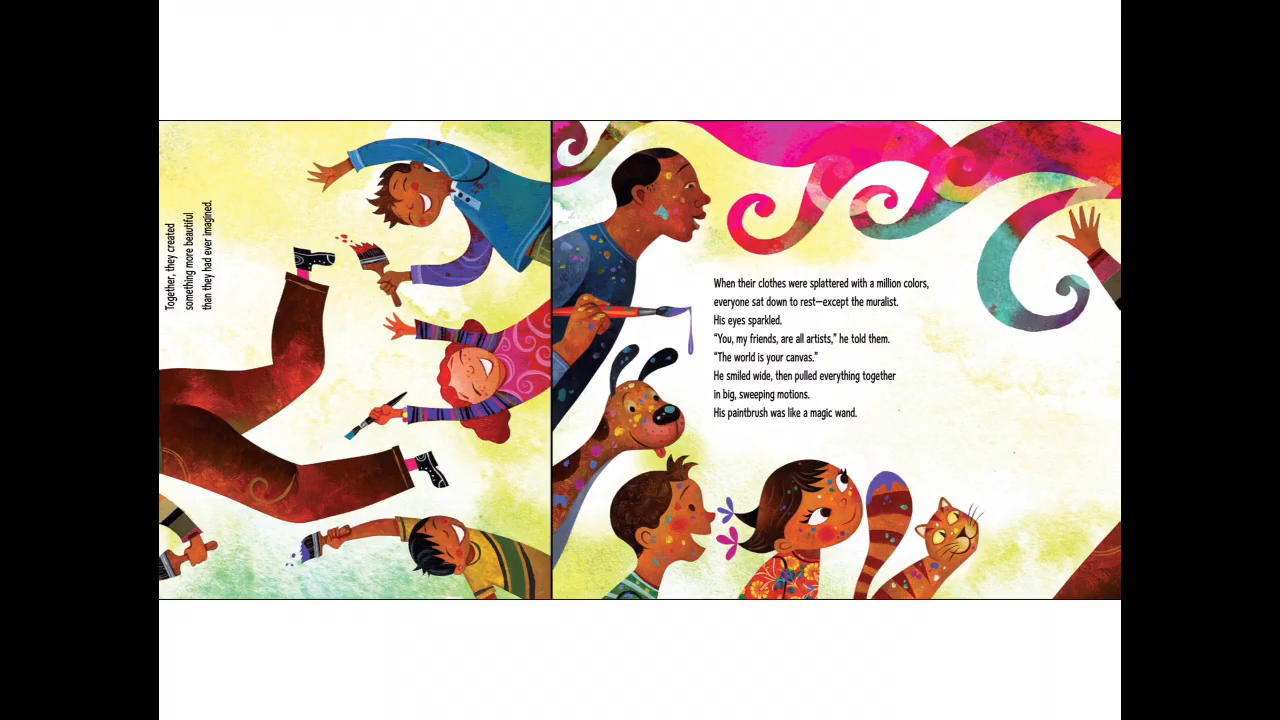 Together, they created
something more beautiful
than they had ever imagined.
When their clothes were splattered with a million colors,
everyone sat down to rest—except the muralist.
His eyes sparkled.
“You, my friends, are all artists,” he told them.
“The world is your canvas.”
He smiled wide, then pulled everything together
in big, sweeping motions.
His paintbrush was like a magic wand.